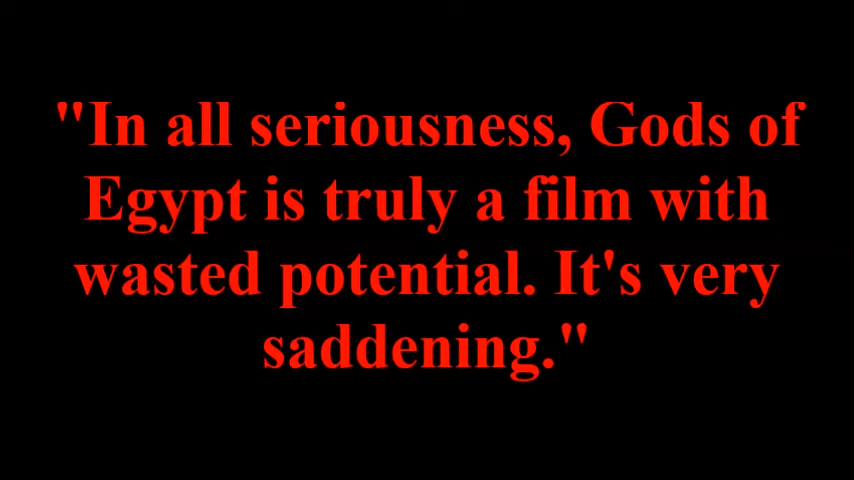 "In all seriousness, Gods of
Egypt is truly a film with
wasted potential. It's very
saddening."